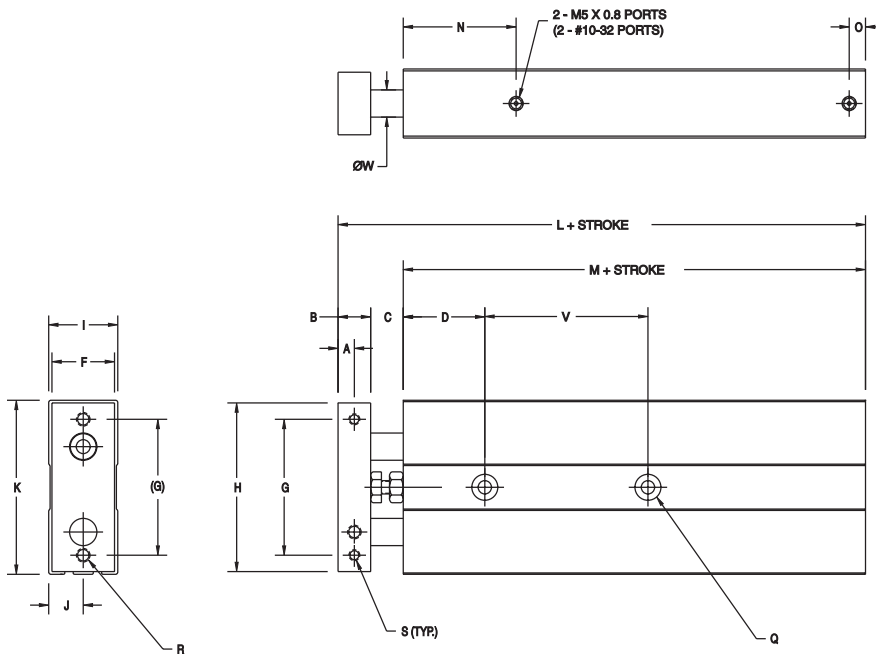 N
2 - M5 X 0.8 PORTS
(2 - #10-32 PORTS)
O
ØW
L + STROKE
M + STROKE
B
C
D
V
I
A
F
K
(G)
H
G
J
R
S (TYP.)
Q